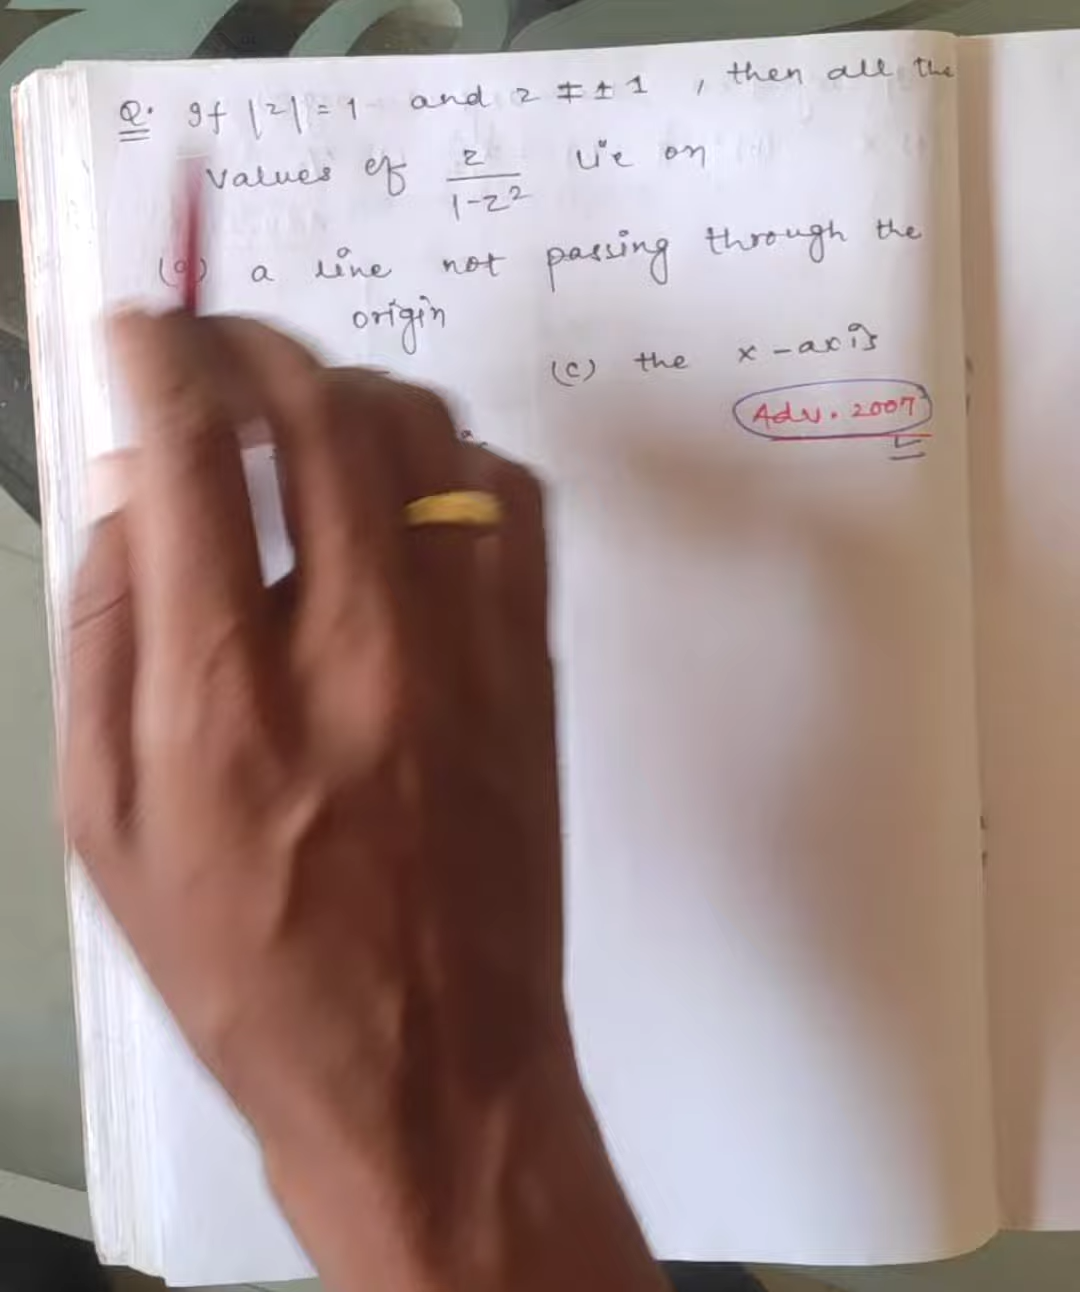 Q. If |z| = 1 and z ≠ ± 1, then all the
values of z/(1-z²) lie on
(a) a line not passing through the
origin
(c) the x-axis
Adv. 2007